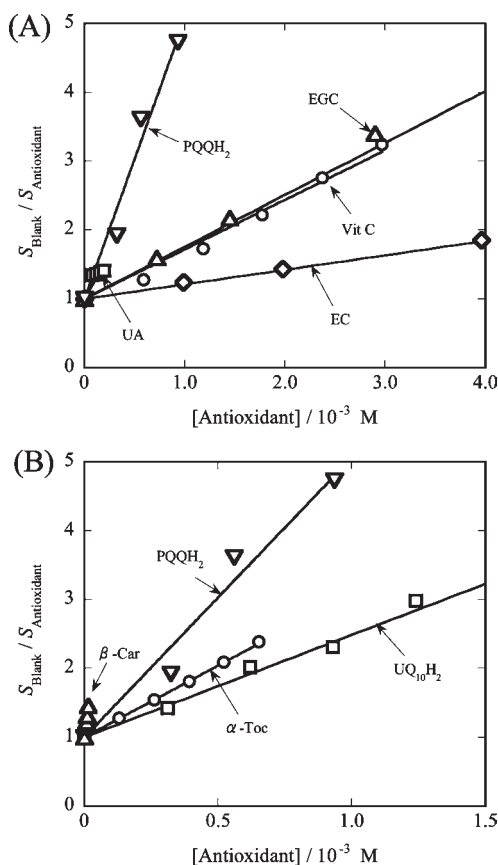 (A)
S_Blank / S_Antioxidant
5
4
3
2
1
0
PQQH₂
EGC
Vit C
UA
EC
0 1.0 2.0 3.0 4.0
[Antioxidant] / 10⁻³ M
(B)
S_Blank / S_Antioxidant
5
4
3
2
1
0
PQQH₂
β-Car
α-Toc
UQ₁₀H₂
0 0.5 1.0 1.5
[Antioxidant] / 10⁻³ M